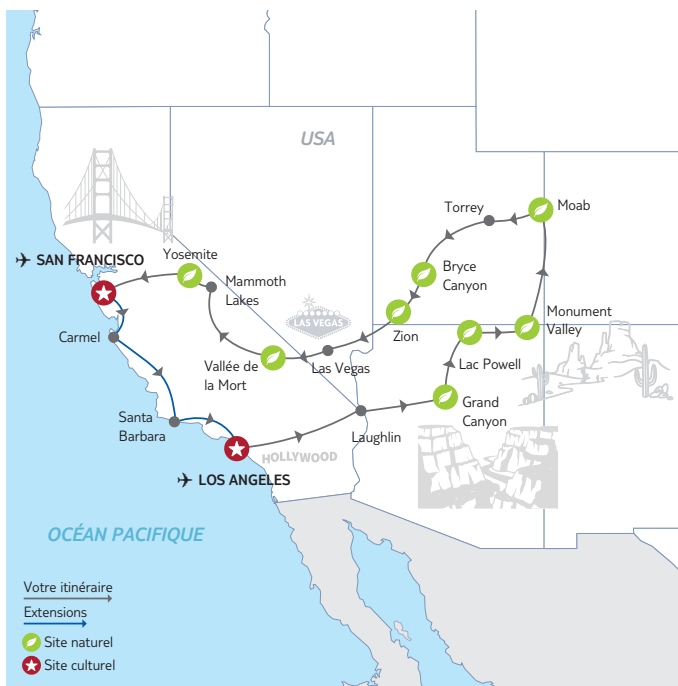 USA
Torrey
Moab
SAN FRANCISCO
Yosemite
Bryce
Canyon
Mammoth
Lakes
LAS VEGAS
Zion
Monument
Valley
Carmel
Vallée de
la Mort
Las Vegas
Lac Powell
Grand
Canyon
Santa
Barbara
Laughlin
HOLLYWOOD
LOS ANGELES
OCÉAN PACIFIQUE
Votre itinéraire
Extensions
Site naturel
Site culturel